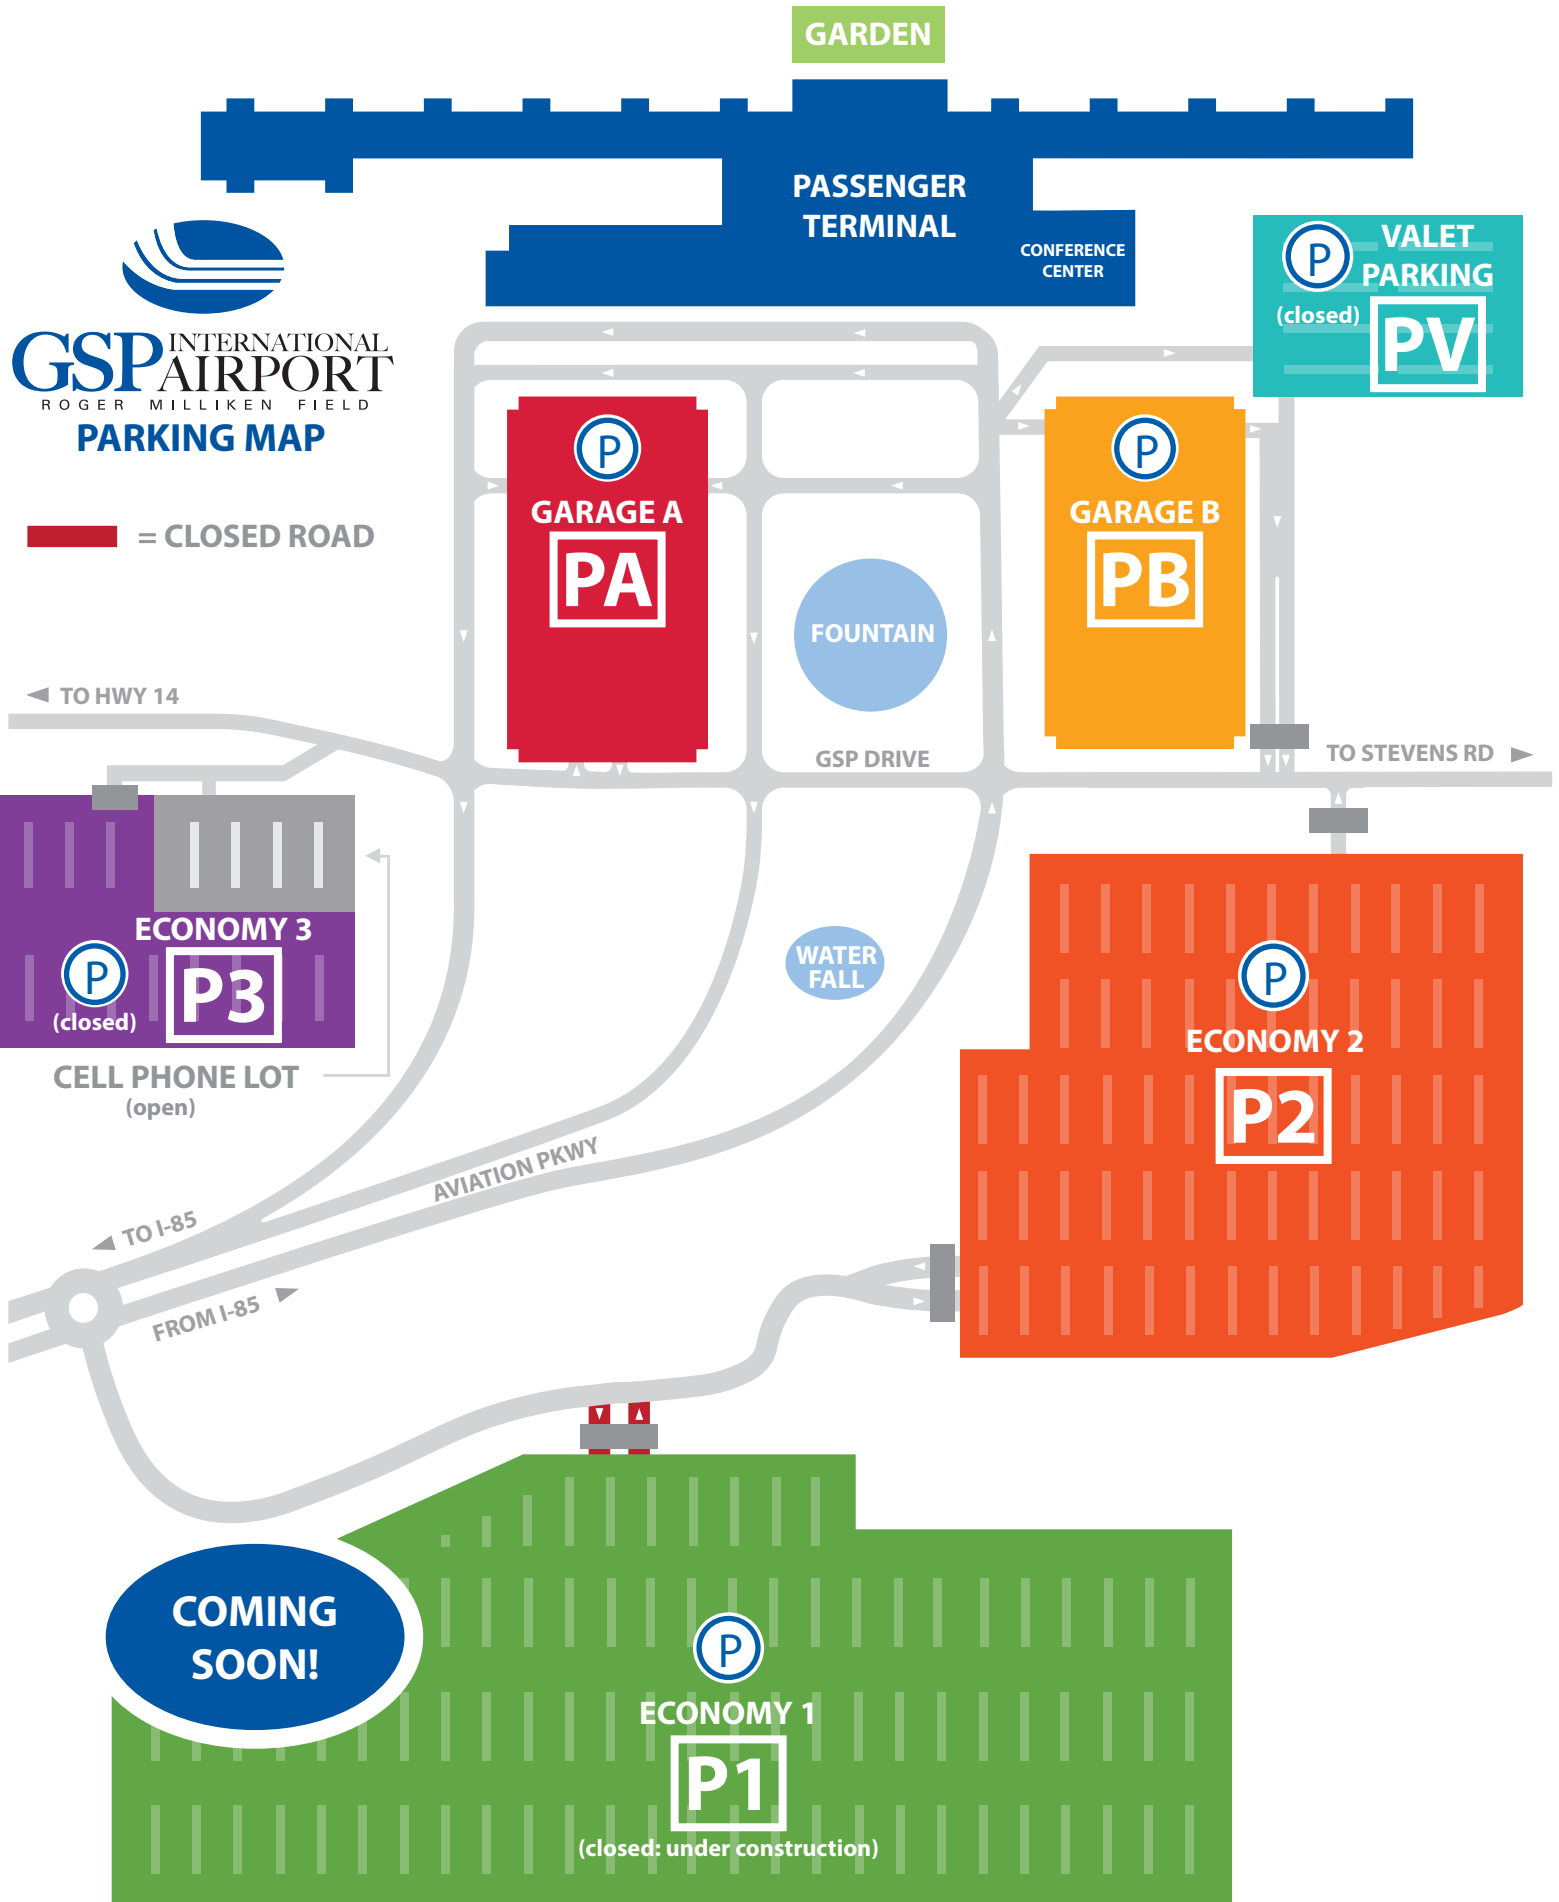 GARDEN
PASSENGER
TERMINAL
CONFERENCE
CENTER
P
VALET
PARKING
(closed)
PV
GSP INTERNATIONAL
AIRPORT
ROGER MILLIKEN FIELD
PARKING MAP
= CLOSED ROAD
P
GARAGE A
PA
P
GARAGE B
PB
FOUNTAIN
TO HWY 14
GSP DRIVE
TO STEVENS RD
ECONOMY 3
P
P3
(closed)
CELL PHONE LOT
(open)
WATER
FALL
P
ECONOMY 2
P2
AVIATION PKWY
TO I-85
FROM I-85
COMING
SOON!
P
ECONOMY 1
P1
(closed: under construction)